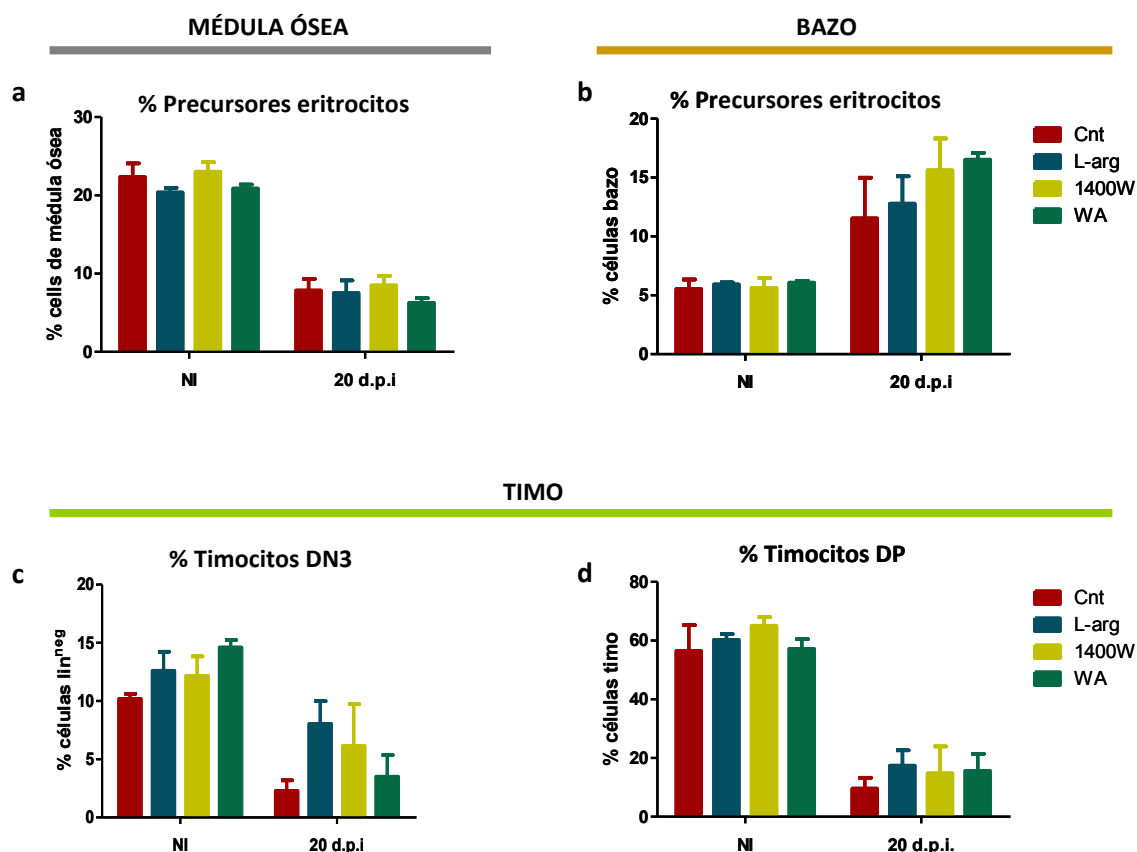 MÉDULA ÓSEA
BAZO
a
% Precursores eritrocitos
% cells de médula ósea
30
20
10
0
NI
20 d.p.i
b
% Precursores eritrocitos
% células bazo
20
15
10
5
0
NI
20 d.p.i
Cnt
L-arg
1400W
WA
TIMO
c
% Timocitos DN3
% células lin^neg
20
15
10
5
0
NI
20 d.p.i.
d
% Timocitos DP
% células timo
80
60
40
20
0
NI
20 d.p.i.
Cnt
L-arg
1400W
WA